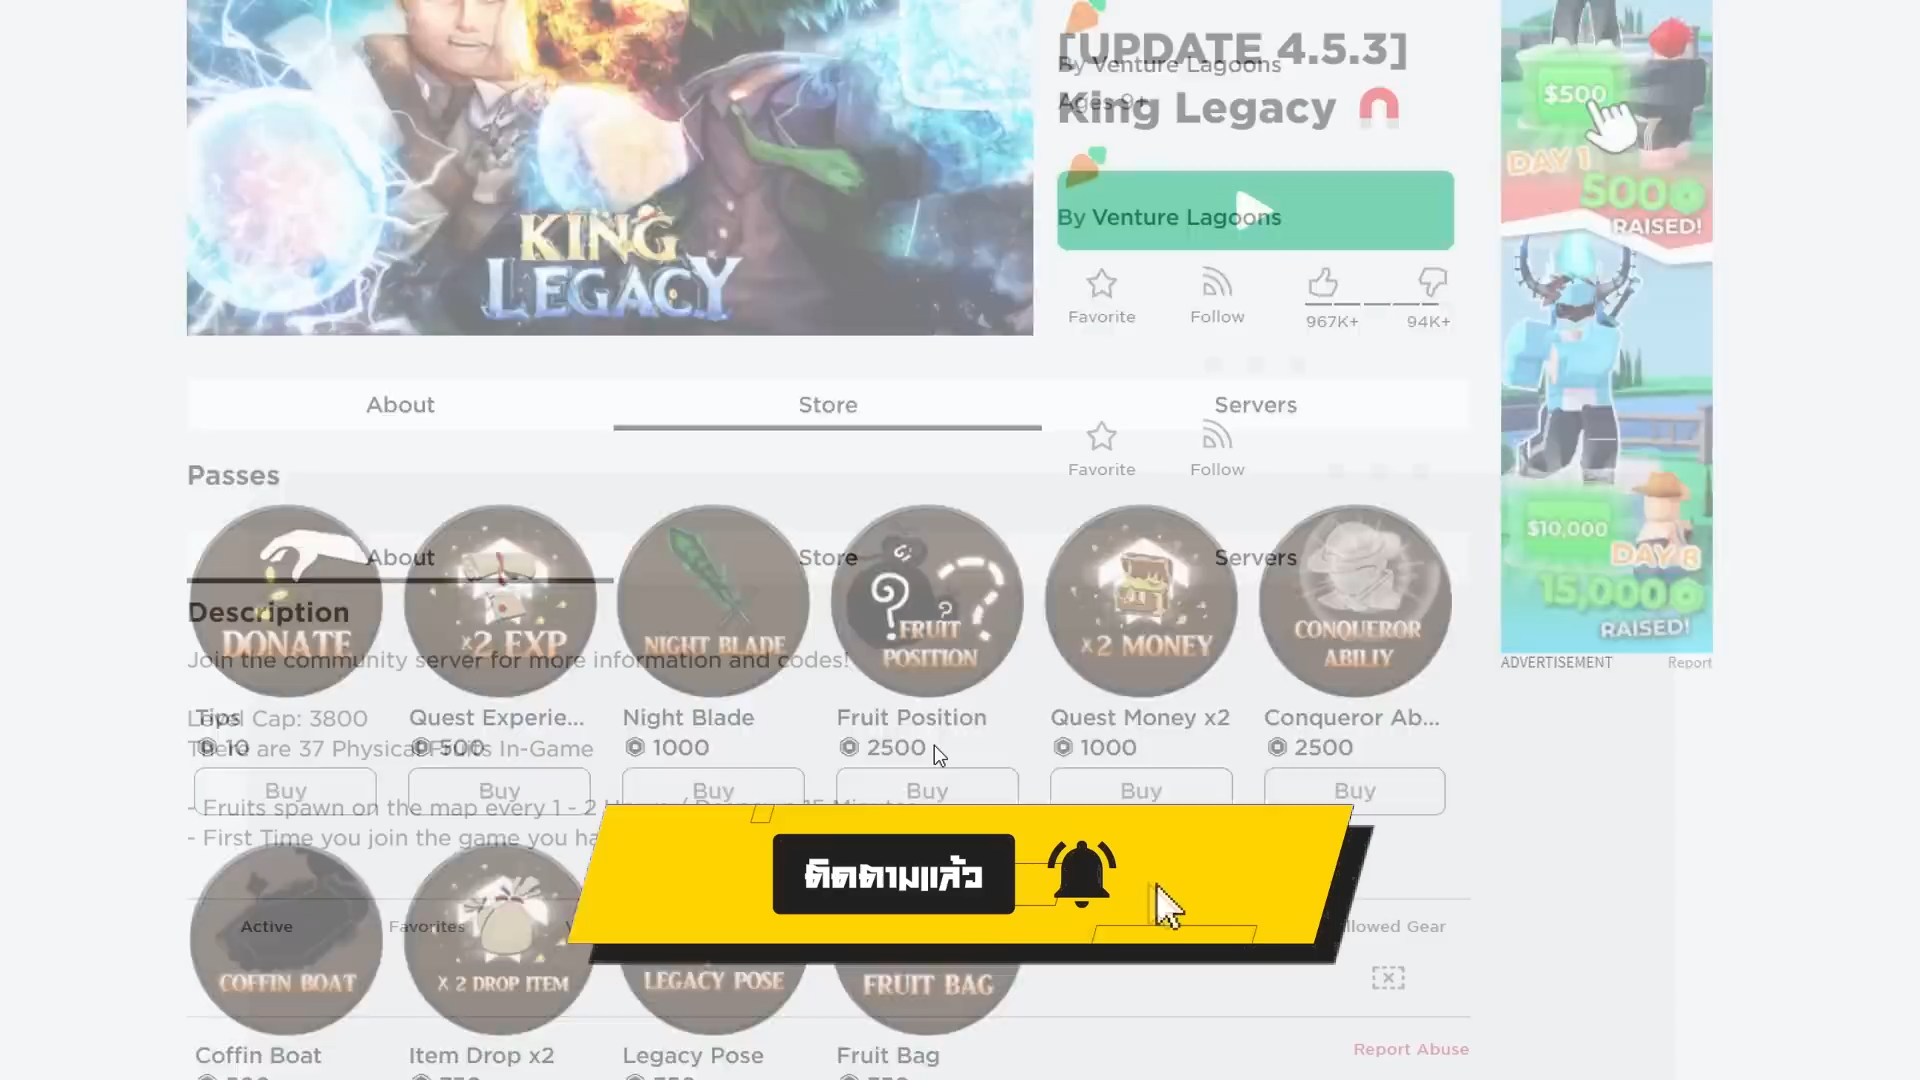 KING
LEGACY
[UPDATE 4.5.3]
By Venture Lagoons
Ages 9+
King Legacy
By Venture Lagoons
Favorite
Follow
967K+
94K+
About
Store
Servers
Favorite
Follow
Passes
About
Store
Servers
Description
DONATE
x2 EXP
NIGHT BLADE
FRUIT
POSITION
x2 MONEY
CONQUEROR
ABILIY
Join the community server for more information and codes!
Level Cap: 3800
There are 37 Physical Fruits In-Game
Tips
10
Quest Experie...
500
Night Blade
1000
Fruit Position
2500
Quest Money x2
1000
Conqueror Ab...
2500
Buy
Buy
Buy
Buy
Buy
Buy
- Fruits spawn on the map every 1 - 2
- First Time you join the game you
ติดตามแล้ว
Active
Favorites
COFFIN BOAT
X 2 DROP ITEM
LEGACY POSE
FRUIT BAG
Coffin Boat
Item Drop x2
Legacy Pose
Fruit Bag
Report Abuse
$500
DAY 1
500
RAISED!
$10,000
DAY 8
15,000
RAISED!
ADVERTISEMENT
Report